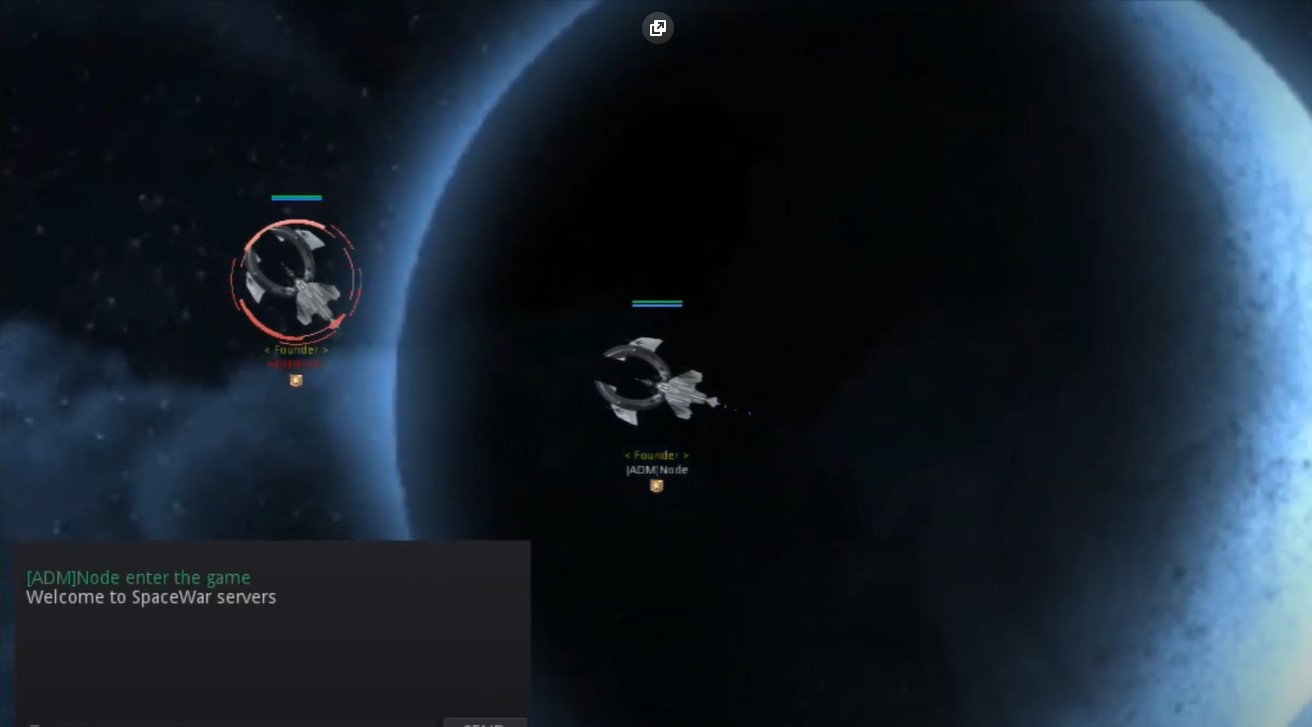 < Founder >
< Founder >
[ADM]Node
[ADM]Node enter the game
Welcome to SpaceWar servers